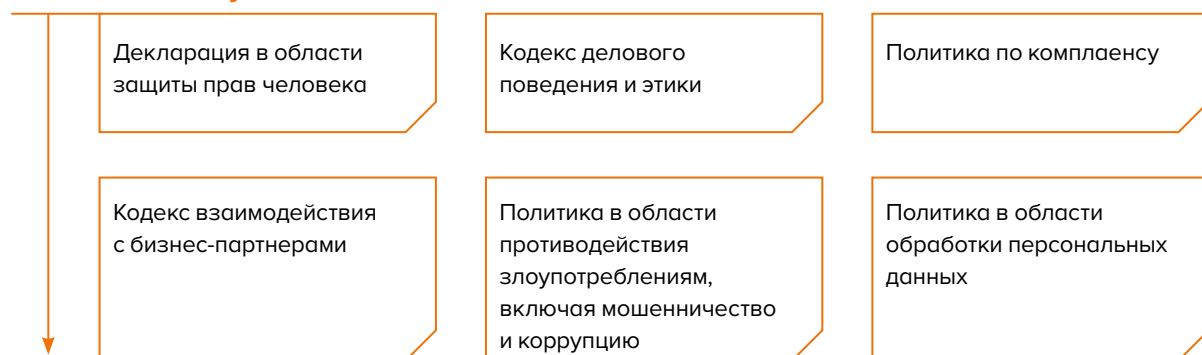 Декларация в области
защиты прав человека
Кодекс делового
поведения и этики
Политика по комплаенсу
Кодекс взаимодействия
с бизнес-партнерами
Политика в области
противодействия
злоупотреблениям,
включая мошенничество
и коррупцию
Политика в области
обработки персональных
данных